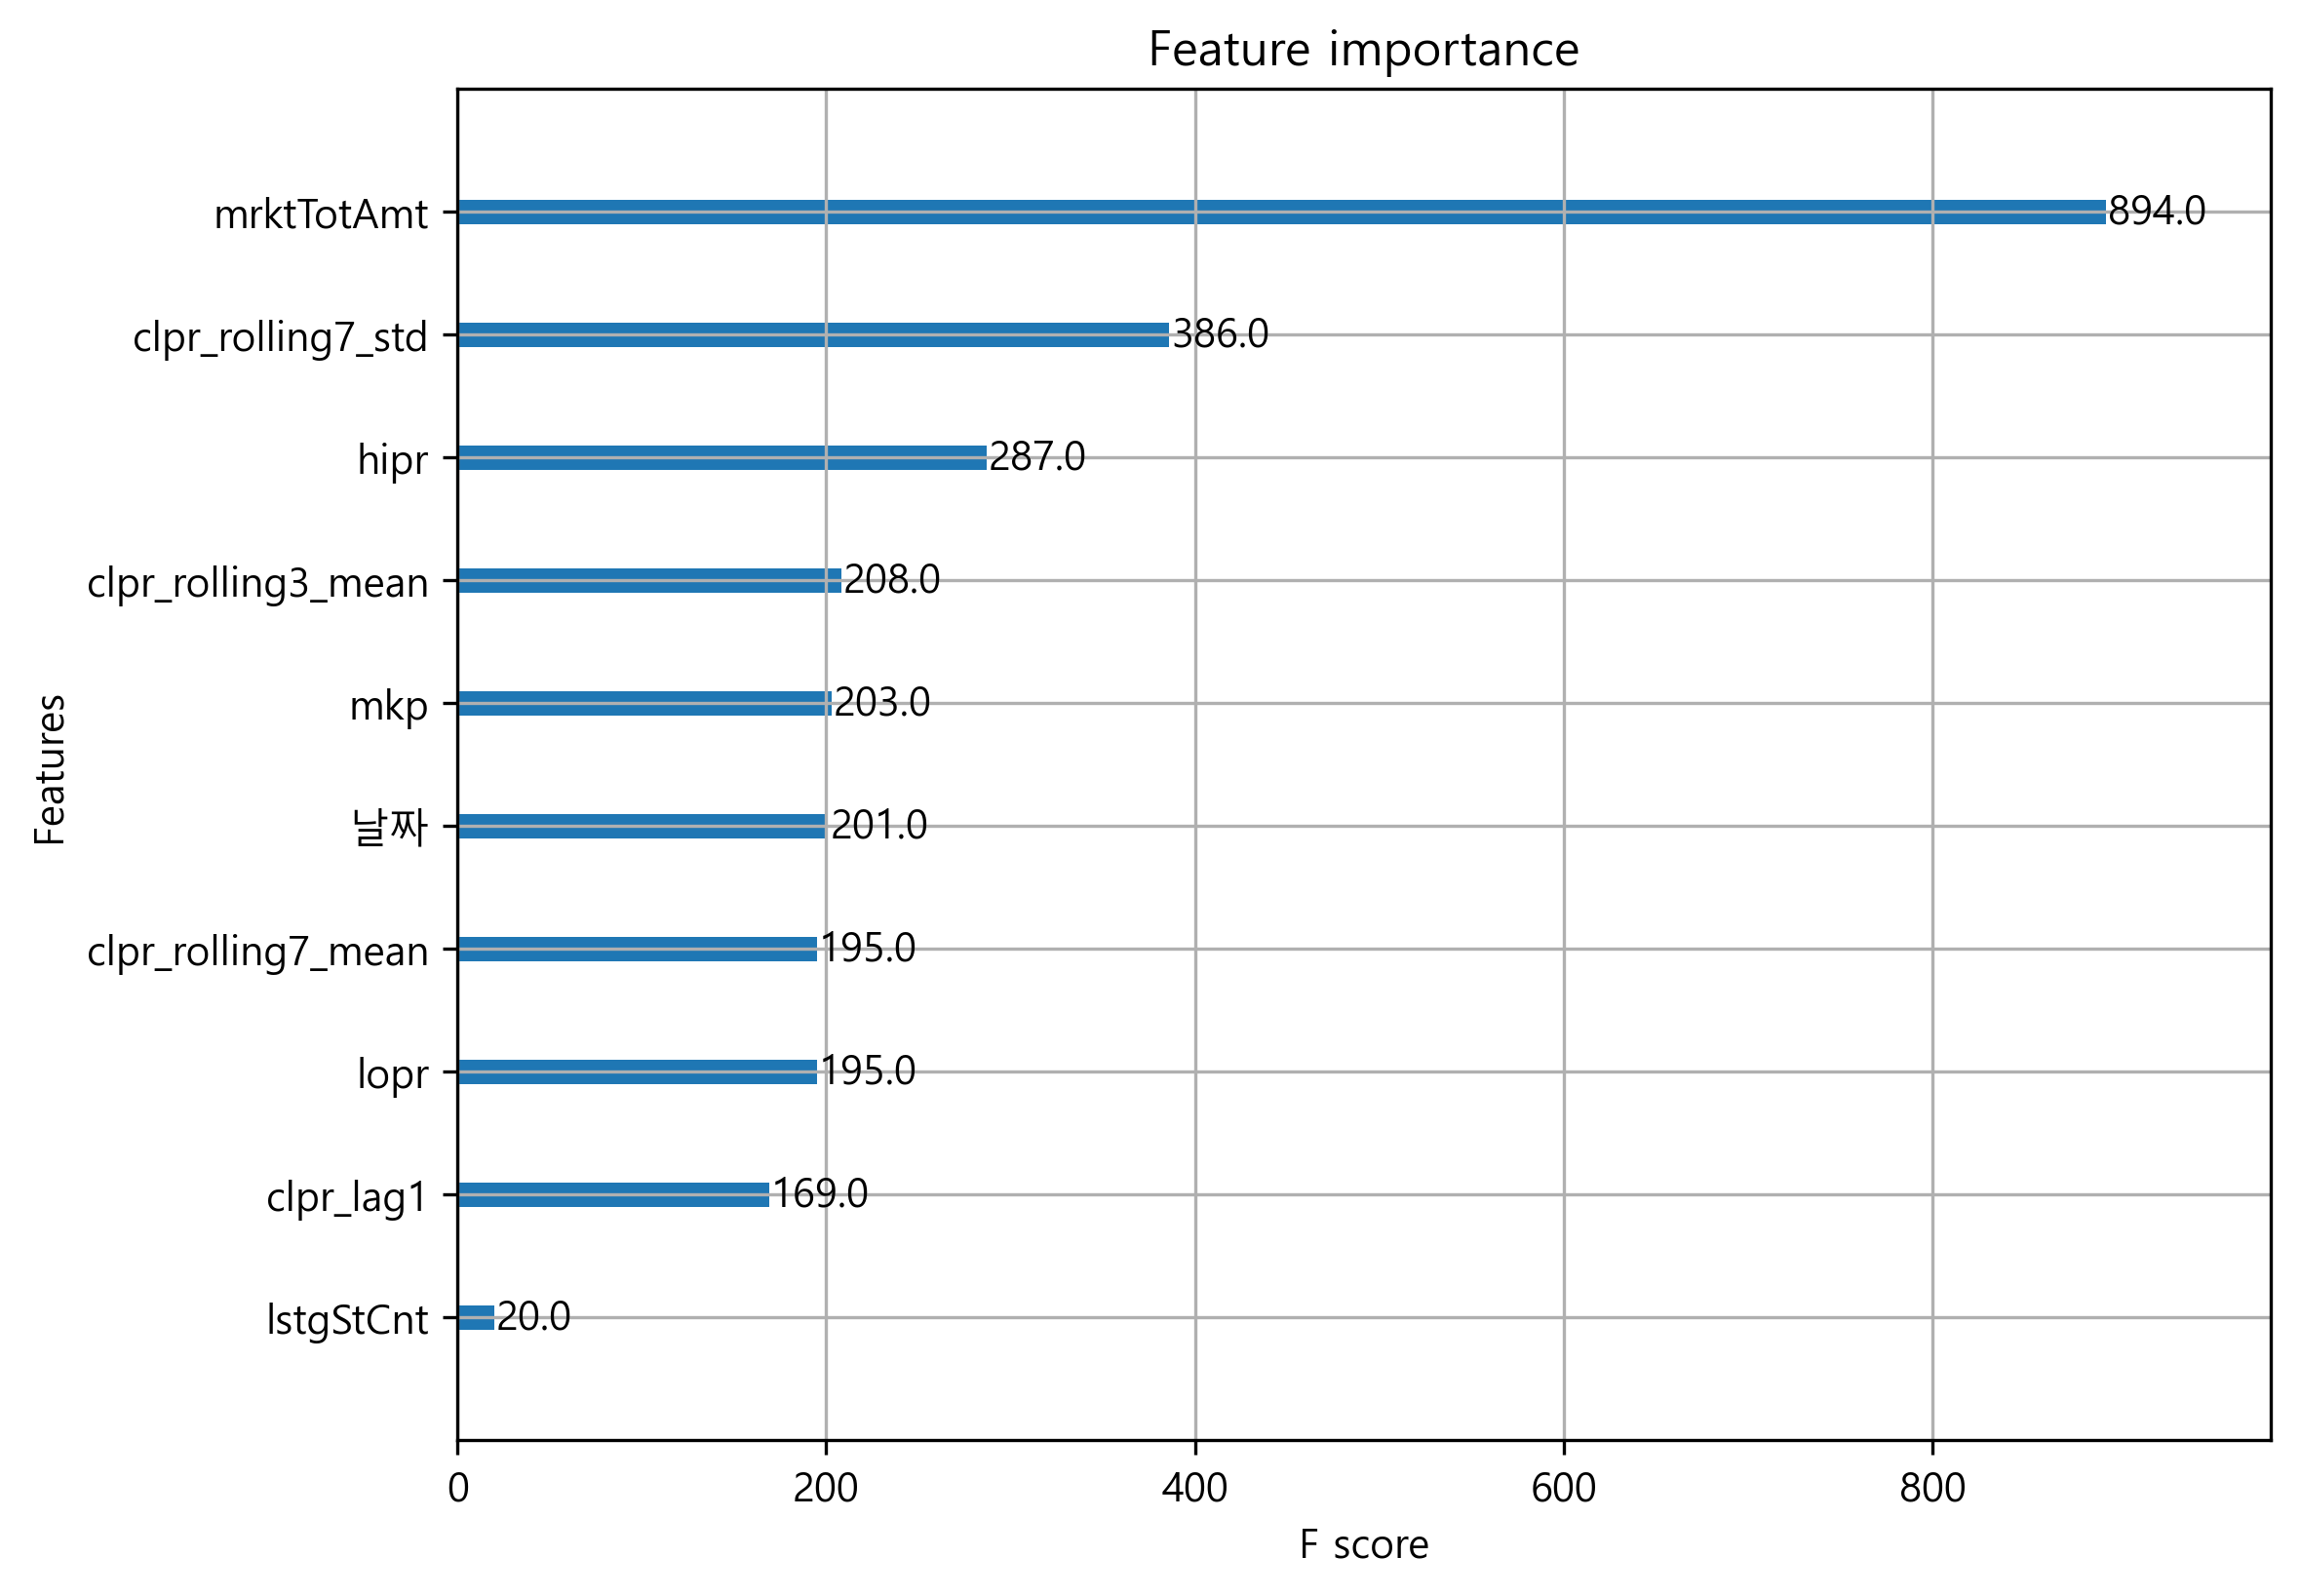 Feature importance
mrktTotAmt
894.0
clpr_rolling7_std
386.0
hipr
287.0
clpr_rolling3_mean
208.0
mkp
203.0
날짜
201.0
clpr_rolling7_mean
195.0
lopr
195.0
clpr_lag1
169.0
lstgStCnt
20.0
Features
0 200 400 600 800
F score